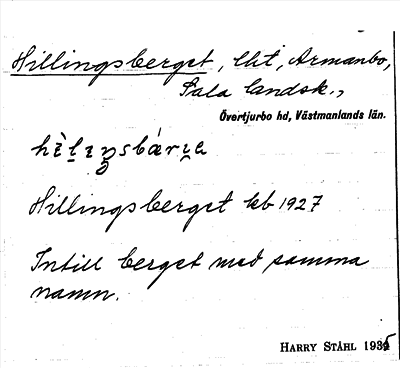 Hillingsberget, lht, Armanbo,
Sala landsk.,
Övertjurbo hd, Västmanlands län.
Hillingsberget kb 1927
Intill berget med samma
namn.
HARRY STÅHL 1935